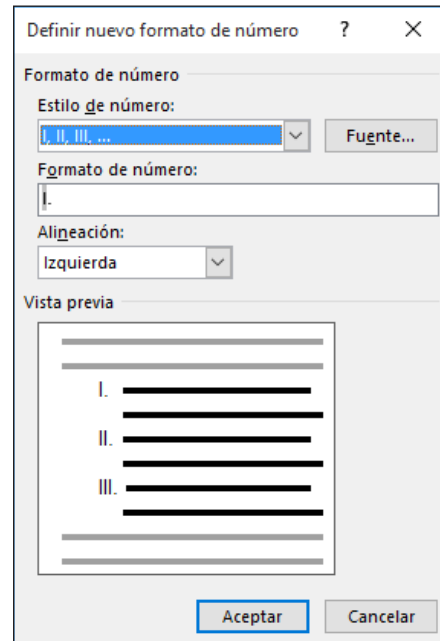 Definir nuevo formato de número ? ×
Formato de número
Estilo de número:
I, II, III, ...
Fuente...
Formato de número:
I.
Alineación:
Izquierda
Vista previa
I.
II.
III.
Aceptar Cancelar